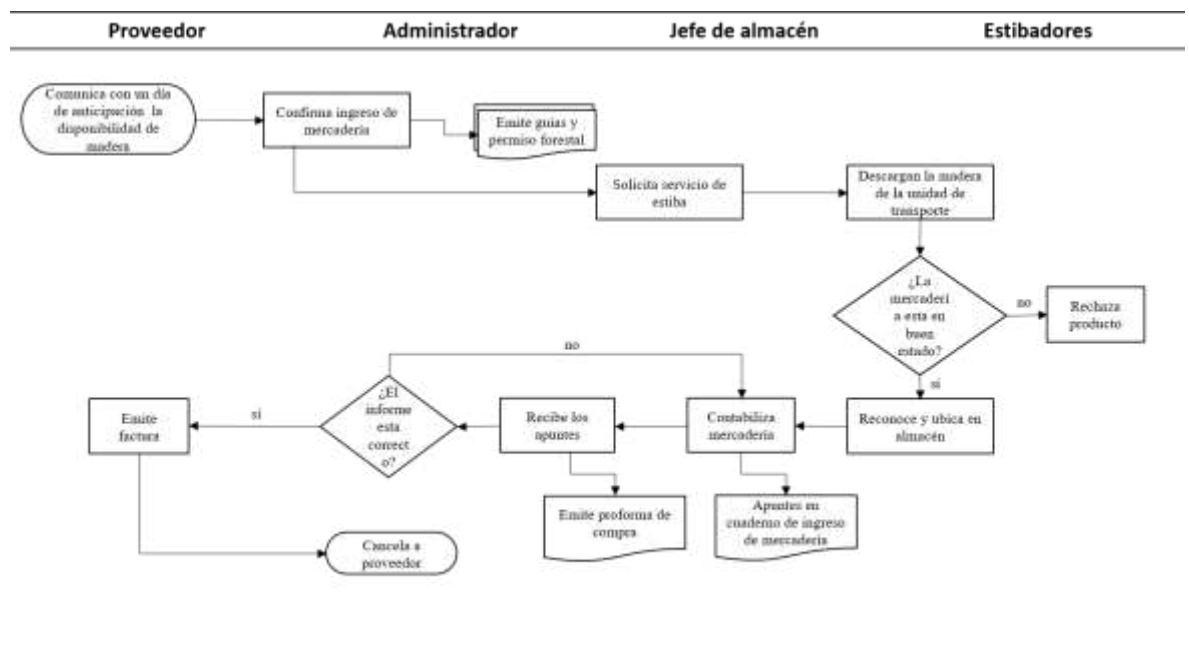 Proveedor
Administrador
Jefe de almacén
Estibadores
Comunica con un día
de anticipación la
disponibilidad de
madera
Confirma ingreso de
mercadería
Emite guias y
permiso forestal
Solicita servicio de
estiba
Descargan la madera
de la unidad de
transporte
¿La
mercaderi
a esta en
buen
estado?
no
Rechaza
producto
si
Reconoce y ubica en
almacén
Contabiliza
mercadería
Apuntes en
cuaderno de ingreso
de mercadería
Recibe los
apuntes
Emite proforma de
compra
no
¿El
informe
esta
correct
o?
si
Emite
factura
Cancela a
proveedor